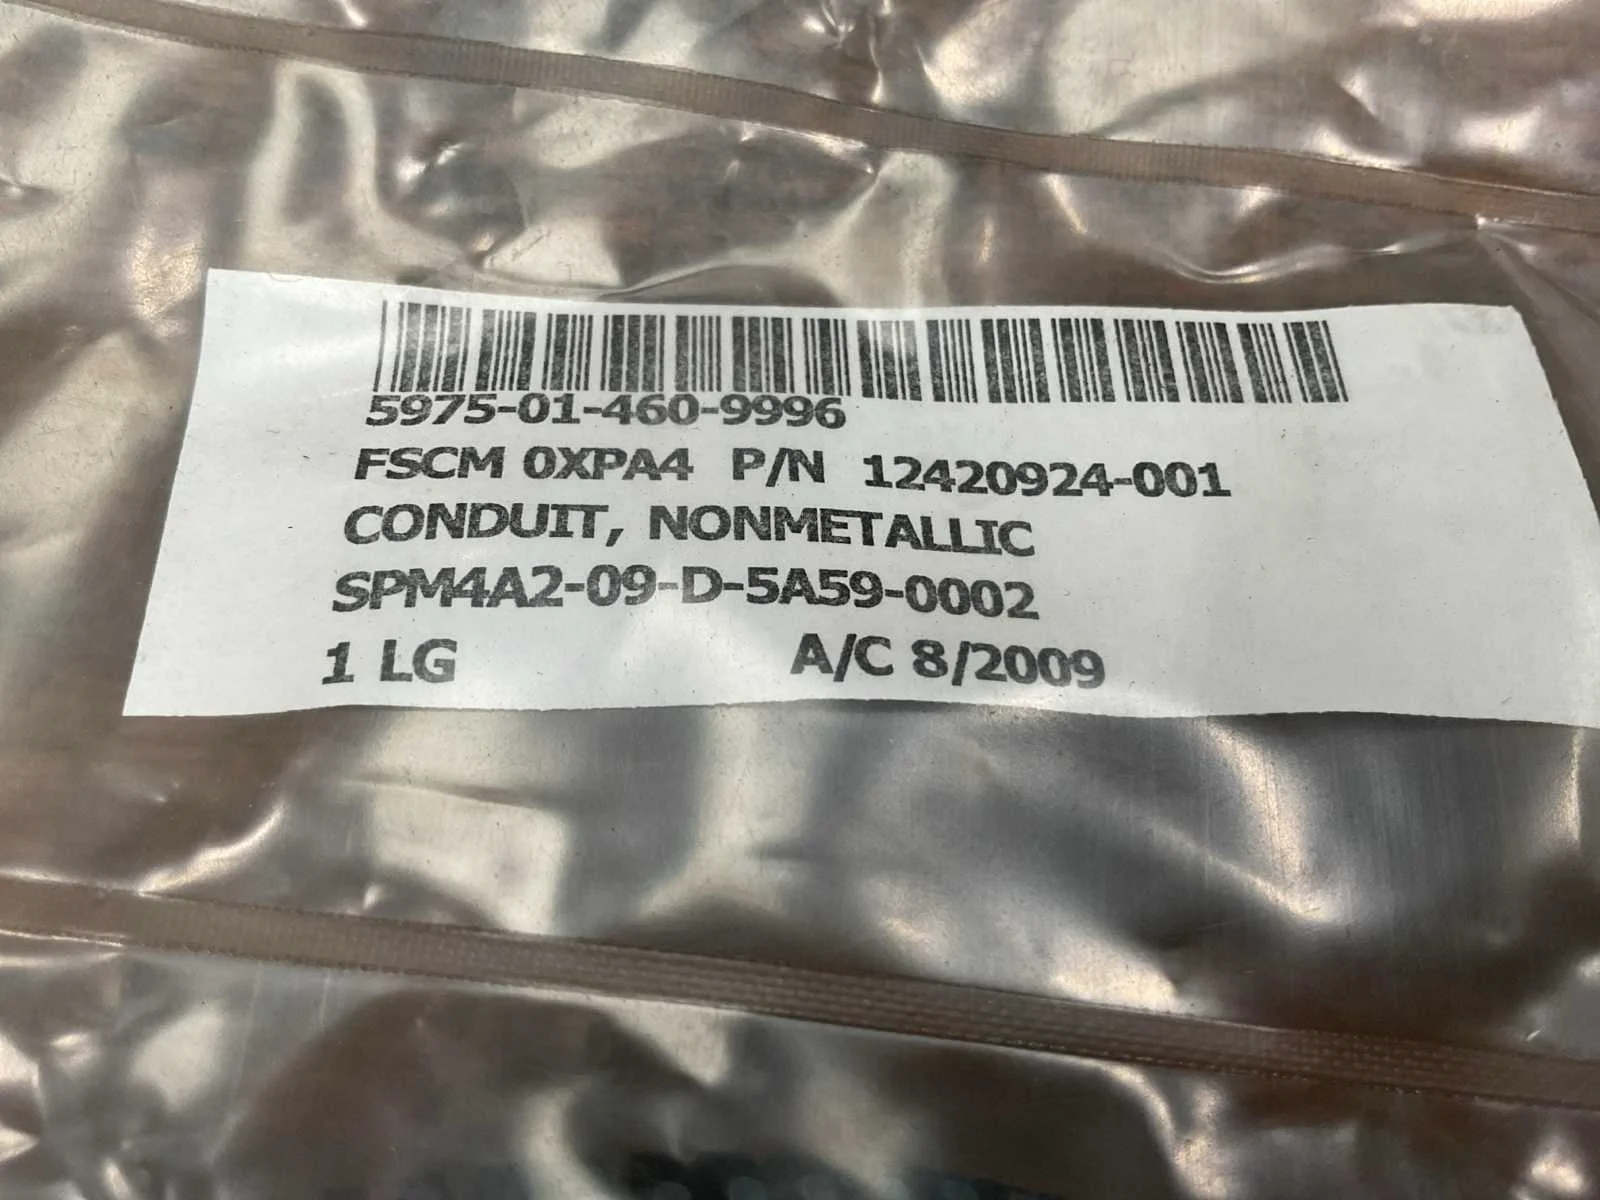 5975-01-460-9996
FSCM 0XPA4 P/N 12420924-001
CONDUIT, NONMETALLIC
SPM4A2-09-D-5A59-0002
1 LG A/C 8/2009